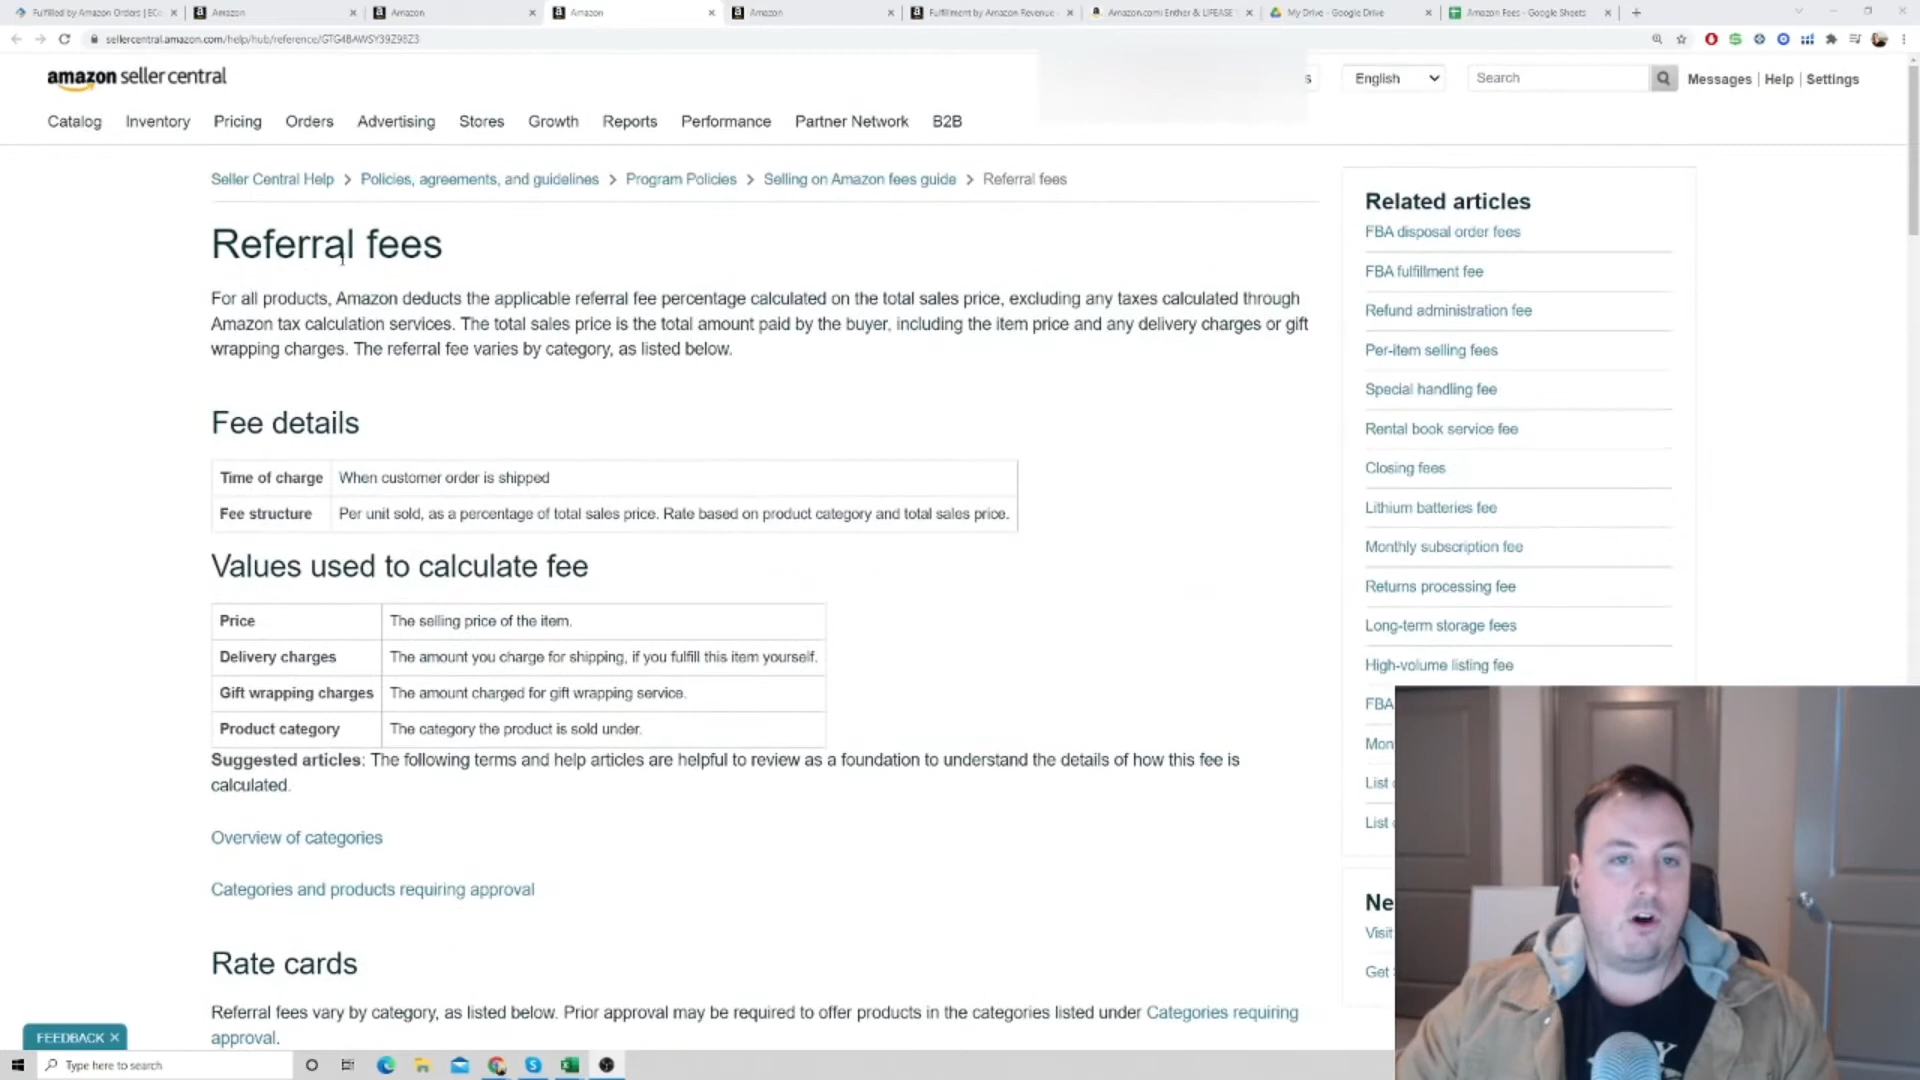 Fulfilled by Amazon Orders | ECo
Amazon
Amazon
Amazon
Amazon
Fulfillment by Amazon Revenue
Amazon.com: Enther & LIFEASE
My Drive - Google Drive
Amazon Fees - Google Sheets
sellercentral.amazon.com/help/hub/reference/GTG4BAWSY39Z98Z3
amazon seller central
s
English
Search
Messages | Help | Settings
Catalog Inventory Pricing Orders Advertising Stores Growth Reports Performance Partner Network B2B
Seller Central Help > Policies, agreements, and guidelines > Program Policies > Selling on Amazon fees guide > Referral fees
Referral fees
For all products, Amazon deducts the applicable referral fee percentage calculated on the total sales price, excluding any taxes calculated through
Amazon tax calculation services. The total sales price is the total amount paid by the buyer, including the item price and any delivery charges or gift
wrapping charges. The referral fee varies by category, as listed below.
Fee details
Time of charge When customer order is shipped
Fee structure Per unit sold, as a percentage of total sales price. Rate based on product category and total sales price.
Values used to calculate fee
Price The selling price of the item.
Delivery charges The amount you charge for shipping, if you fulfill this item yourself.
Gift wrapping charges The amount charged for gift wrapping service.
Product category The category the product is sold under.
Suggested articles: The following terms and help articles are helpful to review as a foundation to understand the details of how this fee is
calculated.
Overview of categories
Categories and products requiring approval
Rate cards
Referral fees vary by category, as listed below. Prior approval may be required to offer products in the categories listed under Categories requiring
approval.
Related articles
FBA disposal order fees
FBA fulfillment fee
Refund administration fee
Per-item selling fees
Special handling fee
Rental book service fee
Closing fees
Lithium batteries fee
Monthly subscription fee
Returns processing fee
Long-term storage fees
High-volume listing fee
FBA
Mon
List
List
Ne
Visit
Get
FEEDBACK ×
Type here to search